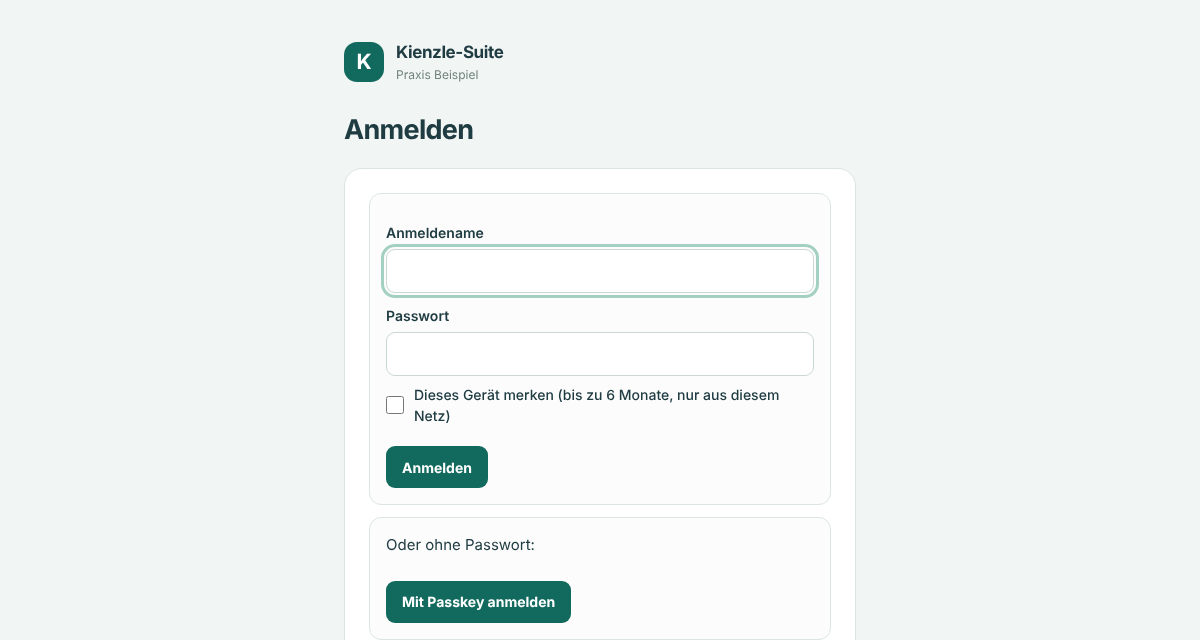 K
Kienzle-Suite
Praxis Beispiel
Anmelden
Anmeldename
Passwort
Dieses Gerät merken (bis zu 6 Monate, nur aus diesem
Netz)
Anmelden
Oder ohne Passwort:
Mit Passkey anmelden